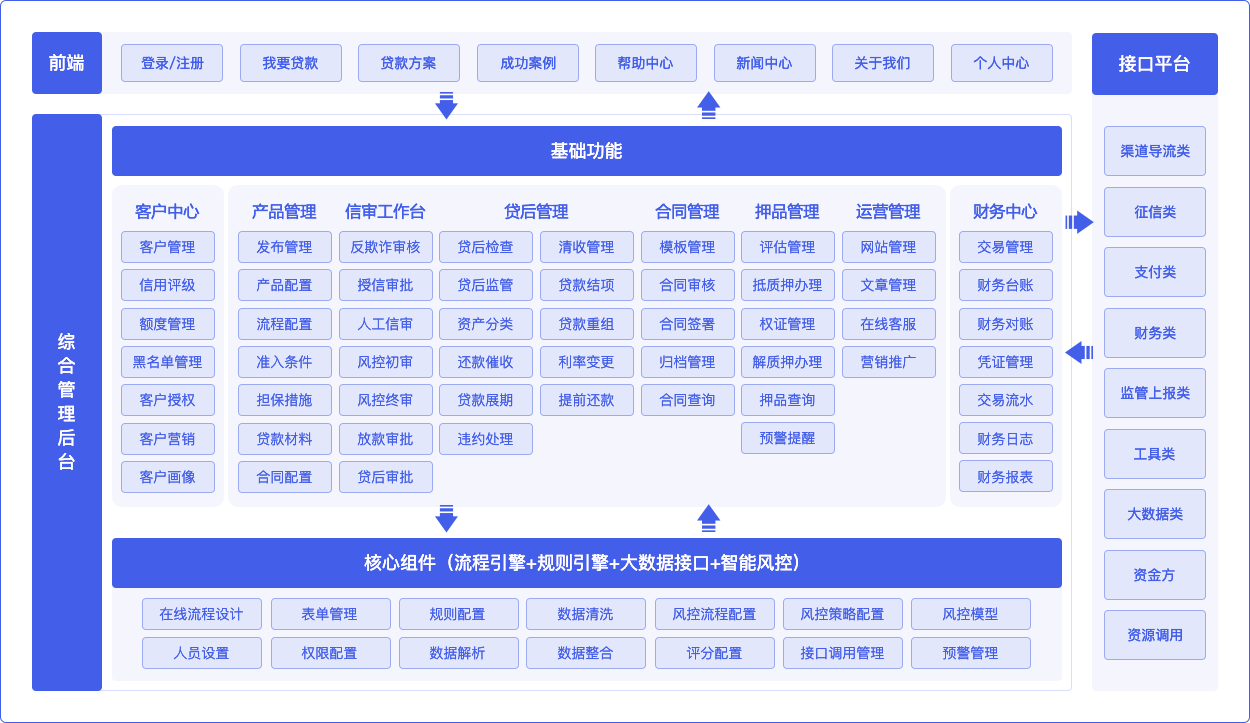 前端
登录/注册
我要贷款
贷款方案
成功案例
帮助中心
新闻中心
关于我们
个人中心
接口平台
渠道导流类
征信类
支付类
财务类
监管上报类
工具类
大数据类
资金方
资源调用
综合管理后台
基础功能
客户中心
客户管理
信用评级
额度管理
黑名单管理
客户授权
客户营销
客户画像
产品管理
发布管理
产品配置
流程配置
准入条件
担保措施
贷款材料
合同配置
信审工作台
反欺诈审核
授信审批
人工信审
风控初审
风控终审
放款审批
贷后审批
贷后管理
贷后检查
贷后监管
资产分类
还款催收
贷款展期
违约处理
清收管理
贷款结项
贷款重组
利率变更
提前还款
合同管理
模板管理
合同审核
合同签署
归档管理
合同查询
押品管理
评估管理
抵质押办理
权证管理
解质押办理
押品查询
预警提醒
运营管理
网站管理
文章管理
在线客服
营销推广
财务中心
交易管理
财务台账
财务对账
凭证管理
交易流水
财务日志
财务报表
核心组件（流程引擎+规则引擎+大数据接口+智能风控）
在线流程设计
表单管理
规则配置
数据清洗
风控流程配置
风控策略配置
风控模型
人员设置
权限配置
数据解析
数据整合
评分配置
接口调用管理
预警管理